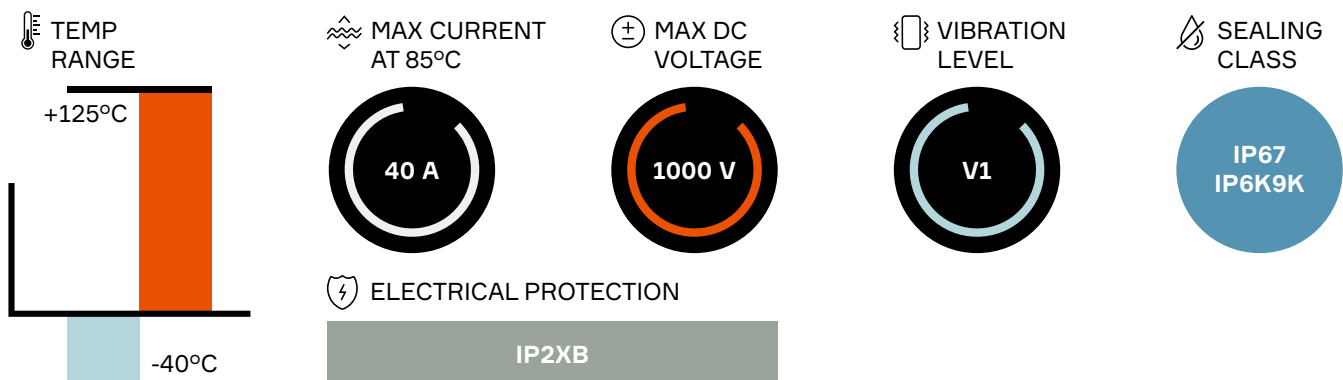 TEMP
RANGE
+125°C
-40°C
MAX CURRENT
AT 85°C
40 A
MAX DC
VOLTAGE
1000 V
VIBRATION
LEVEL
V1
SEALING
CLASS
IP67
IP6K9K
ELECTRICAL PROTECTION
IP2XB